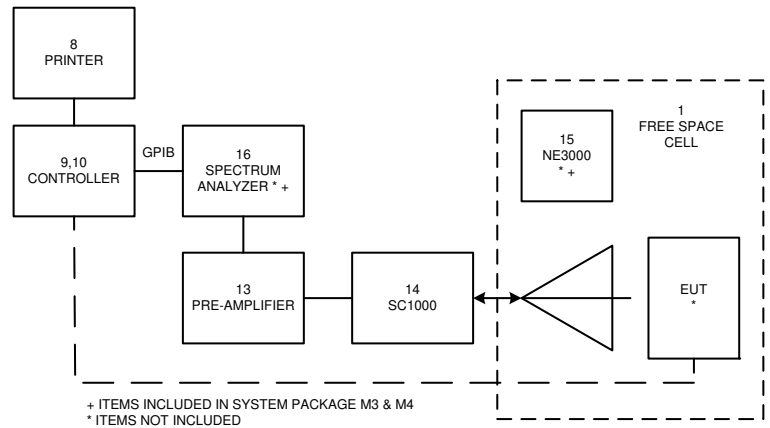 8
PRINTER
9,10
CONTROLLER
GPIB
16
SPECTRUM
ANALYZER * +
13
PRE-AMPLIFIER
14
SC1000
15
NE3000
* +
1
FREE SPACE
CELL
EUT
*
+ ITEMS INCLUDED IN SYSTEM PACKAGE M3 & M4
* ITEMS NOT INCLUDED